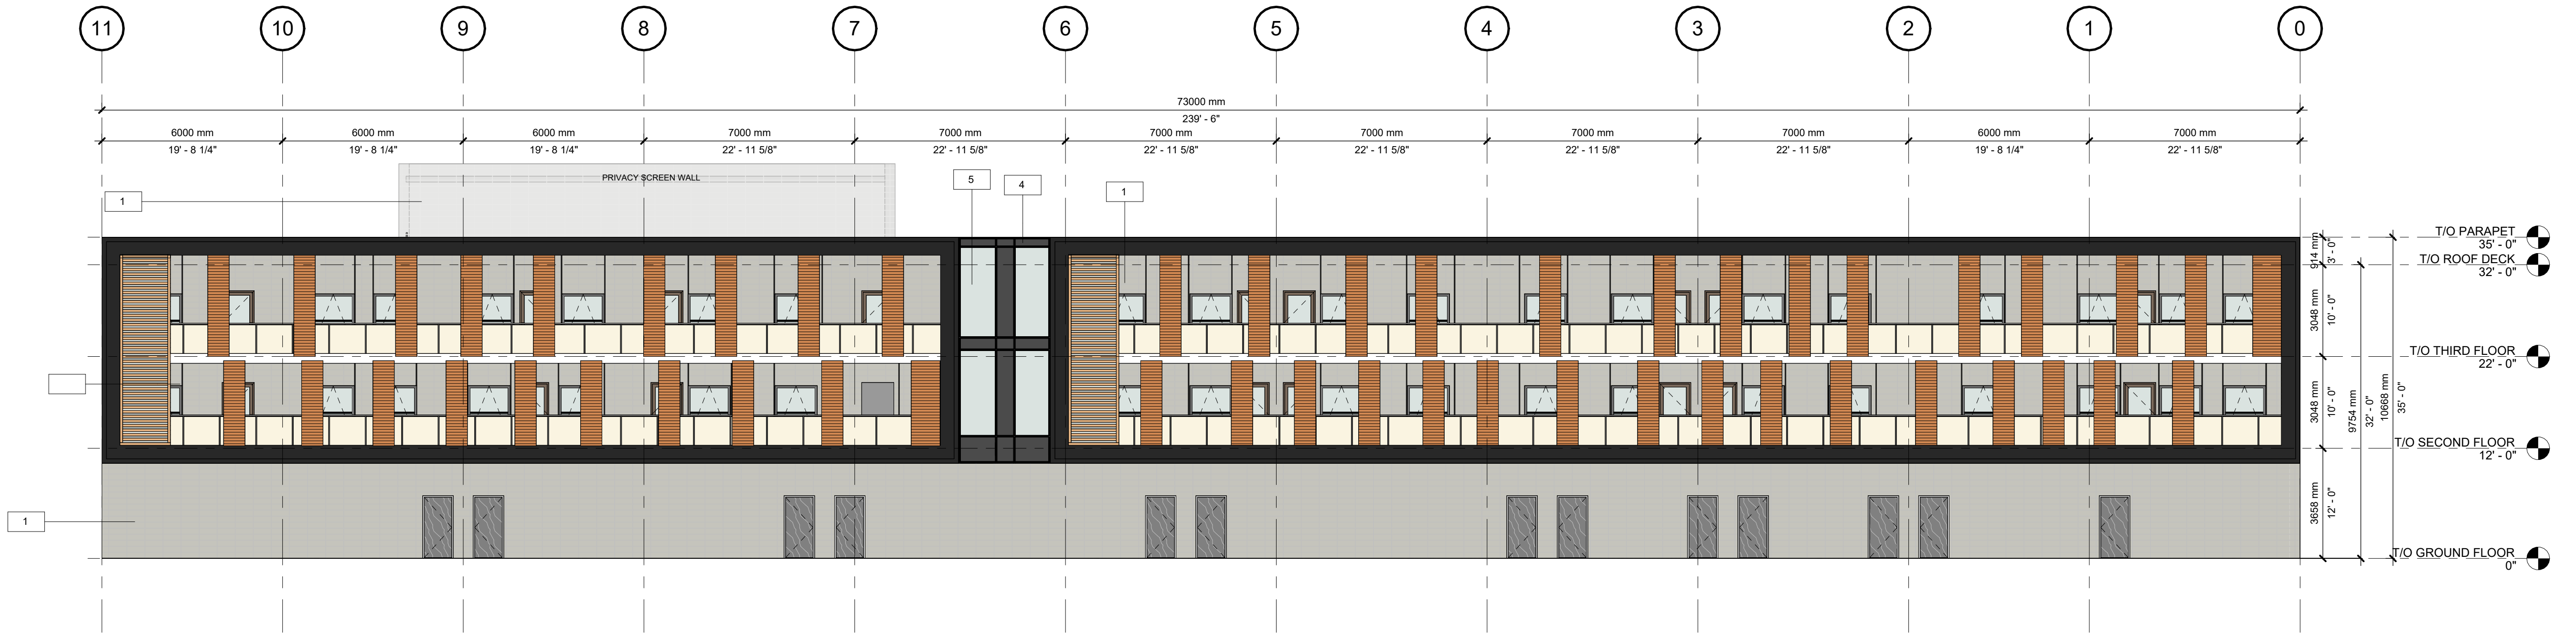 11 10 9 8 7 6 5 4 3 2 1 0
73000 mm
239' - 6"
6000 mm 6000 mm 6000 mm 7000 mm 7000 mm 7000 mm 7000 mm 7000 mm 7000 mm 6000 mm 7000 mm
19' - 8 1/4" 19' - 8 1/4" 19' - 8 1/4" 22' - 11 5/8" 22' - 11 5/8" 22' - 11 5/8" 22' - 11 5/8" 22' - 11 5/8" 22' - 11 5/8" 19' - 8 1/4" 22' - 11 5/8"
PRIVACY SCREEN WALL
5
4
1
1
1
914 mm
3' - 0"
3048 mm
10' - 0"
3048 mm
10' - 0"
3658 mm
12' - 0"
9754 mm
32' - 0"
10668 mm
35' - 0"
T/O PARAPET
35' - 0"
T/O ROOF DECK
32' - 0"
T/O THIRD FLOOR
22' - 0"
T/O SECOND FLOOR
12' - 0"
T/O GROUND FLOOR
0"